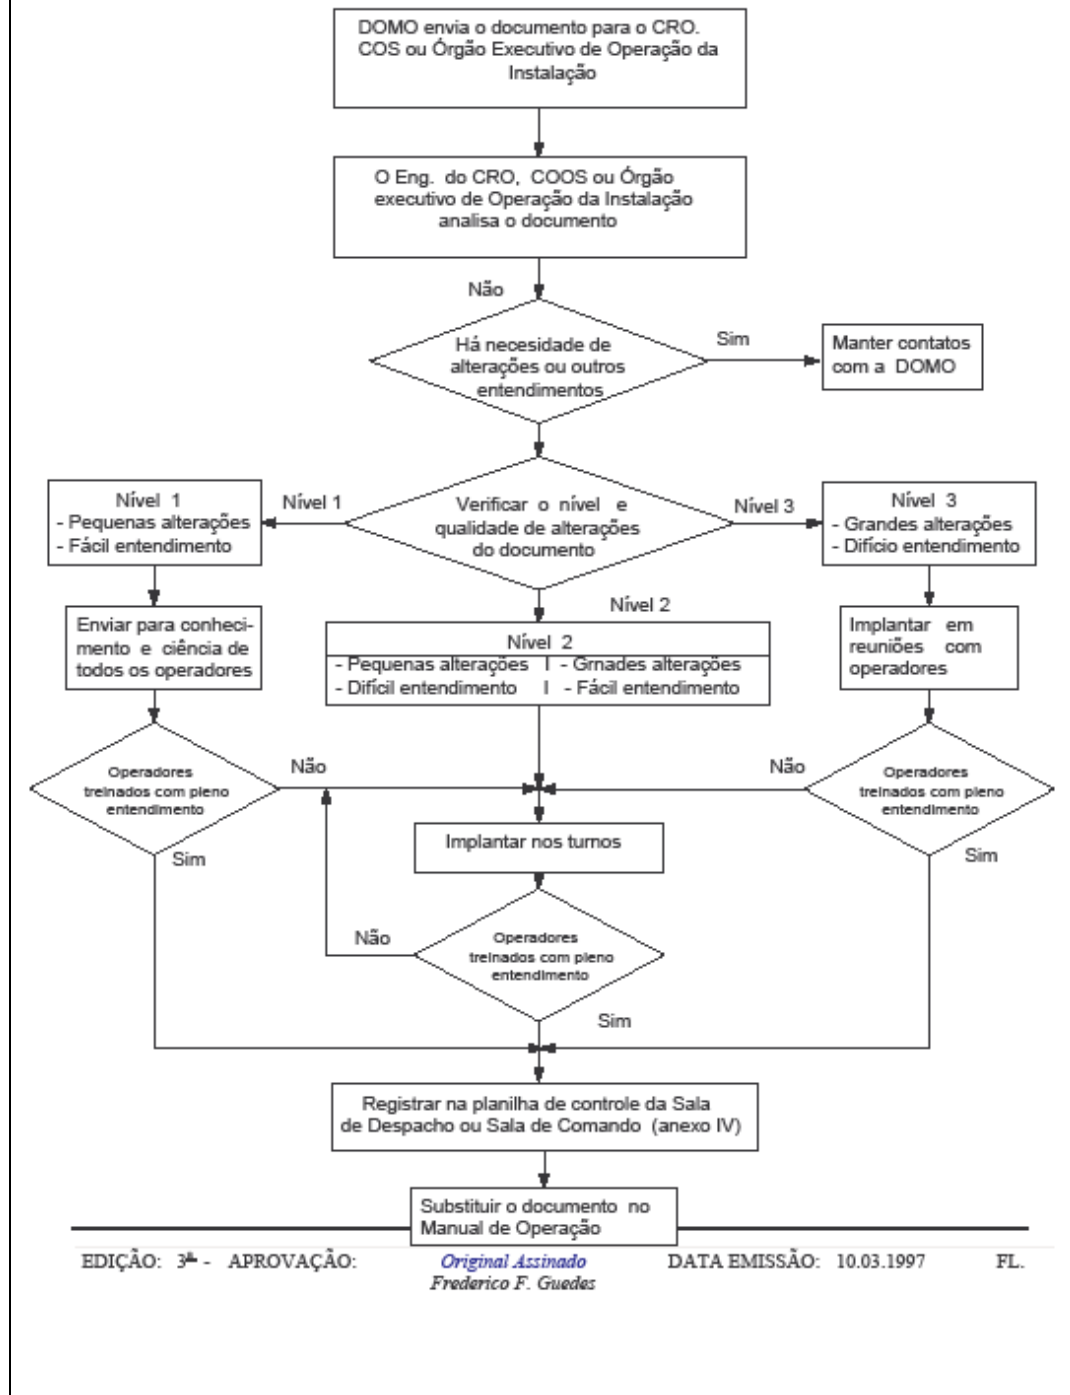 DOMO envia o documento para o CRO.
COS ou Órgão Executivo de Operação da
Instalação
O Eng. do CRO, COOS ou Órgão
executivo de Operação da Instalação
analisa o documento
Não
Há necessidade de
alterações ou outros
entendimentos
Sim
Manter contatos
com a DOMO
Verificar o nível e
qualidade de alterações
do documento
Nível 1
Nível 1
- Pequenas alterações
- Fácil entendimento
Nível 3
Nível 3
- Grandes alterações
- Difício entendimento
Nível 2
Nível 2
- Pequenas alterações I - Grnades alterações
- Difícil entendimento I - Fácil entendimento
Enviar para conheci-
mento e ciência de
todos os operadores
Implantar em
reuniões com
operadores
Operadores
treinados com pleno
entendimento
Não
Sim
Não
Operadores
treinados com pleno
entendimento
Sim
Implantar nos turnos
Operadores
treinados com pleno
entendimento
Não
Sim
Registrar na planilha de controle da Sala
de Despacho ou Sala de Comando (anexo IV)
Substituir o documento no
Manual de Operação
EDIÇÃO: 3ª - APROVAÇÃO: Original Assinado DATA EMISSÃO: 10.03.1997 FL.
Frederico F. Guedes